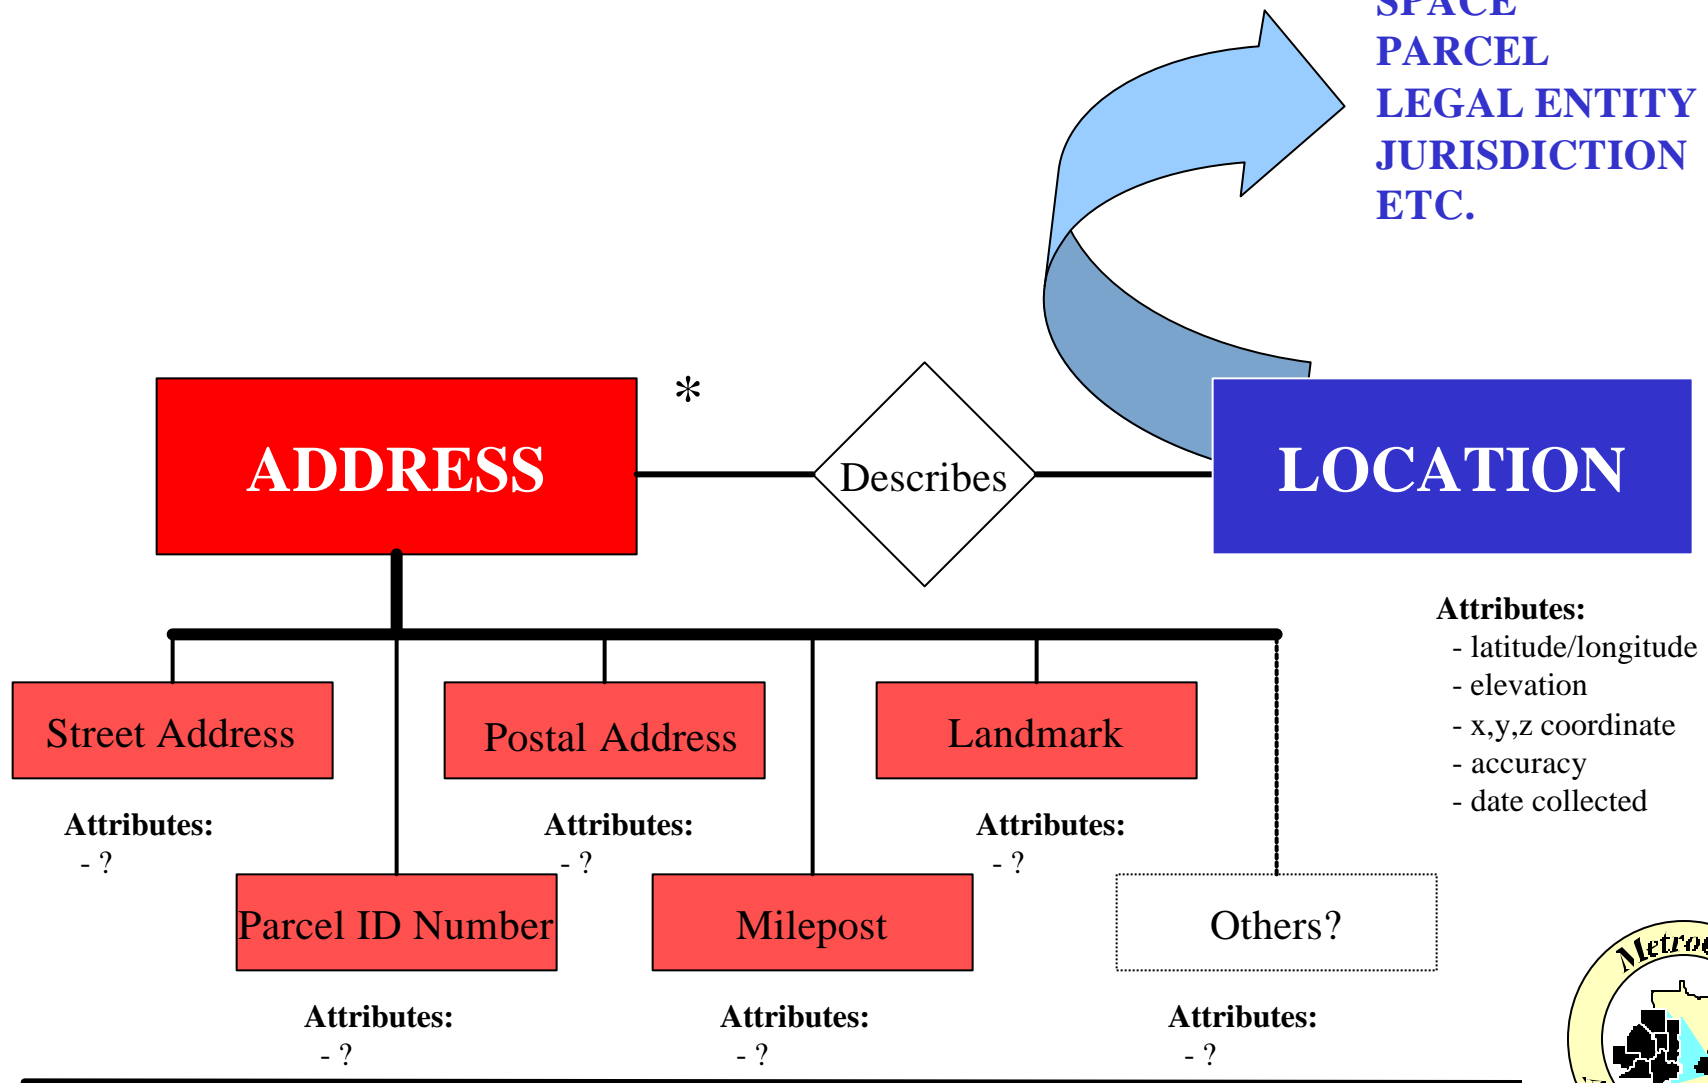 SPACE
PARCEL
LEGAL ENTITY
JURISDICTION
ETC.
*
ADDRESS
Describes
LOCATION
Attributes:
- latitude/longitude
- elevation
- x,y,z coordinate
- accuracy
- date collected
Street Address
Postal Address
Landmark
Attributes:
- ?
Attributes:
- ?
Attributes:
- ?
Parcel ID Number
Milepost
Others?
Attributes:
- ?
Attributes:
- ?
Attributes:
- ?